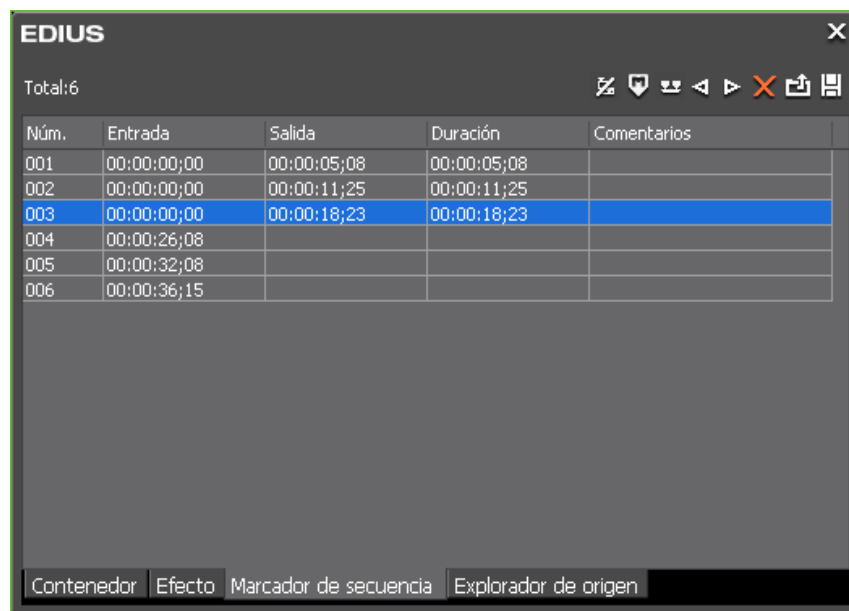 EDIUS
Total:6
Núm. Entrada Salida Duración Comentarios
001 00:00:00;00 00:00:05;08 00:00:05;08
002 00:00:00;00 00:00:11;25 00:00:11;25
003 00:00:00;00 00:00:18;23 00:00:18;23
004 00:00:26;08
005 00:00:32;08
006 00:00:36;15
Contenedor Efecto Marcador de secuencia Explorador de origen